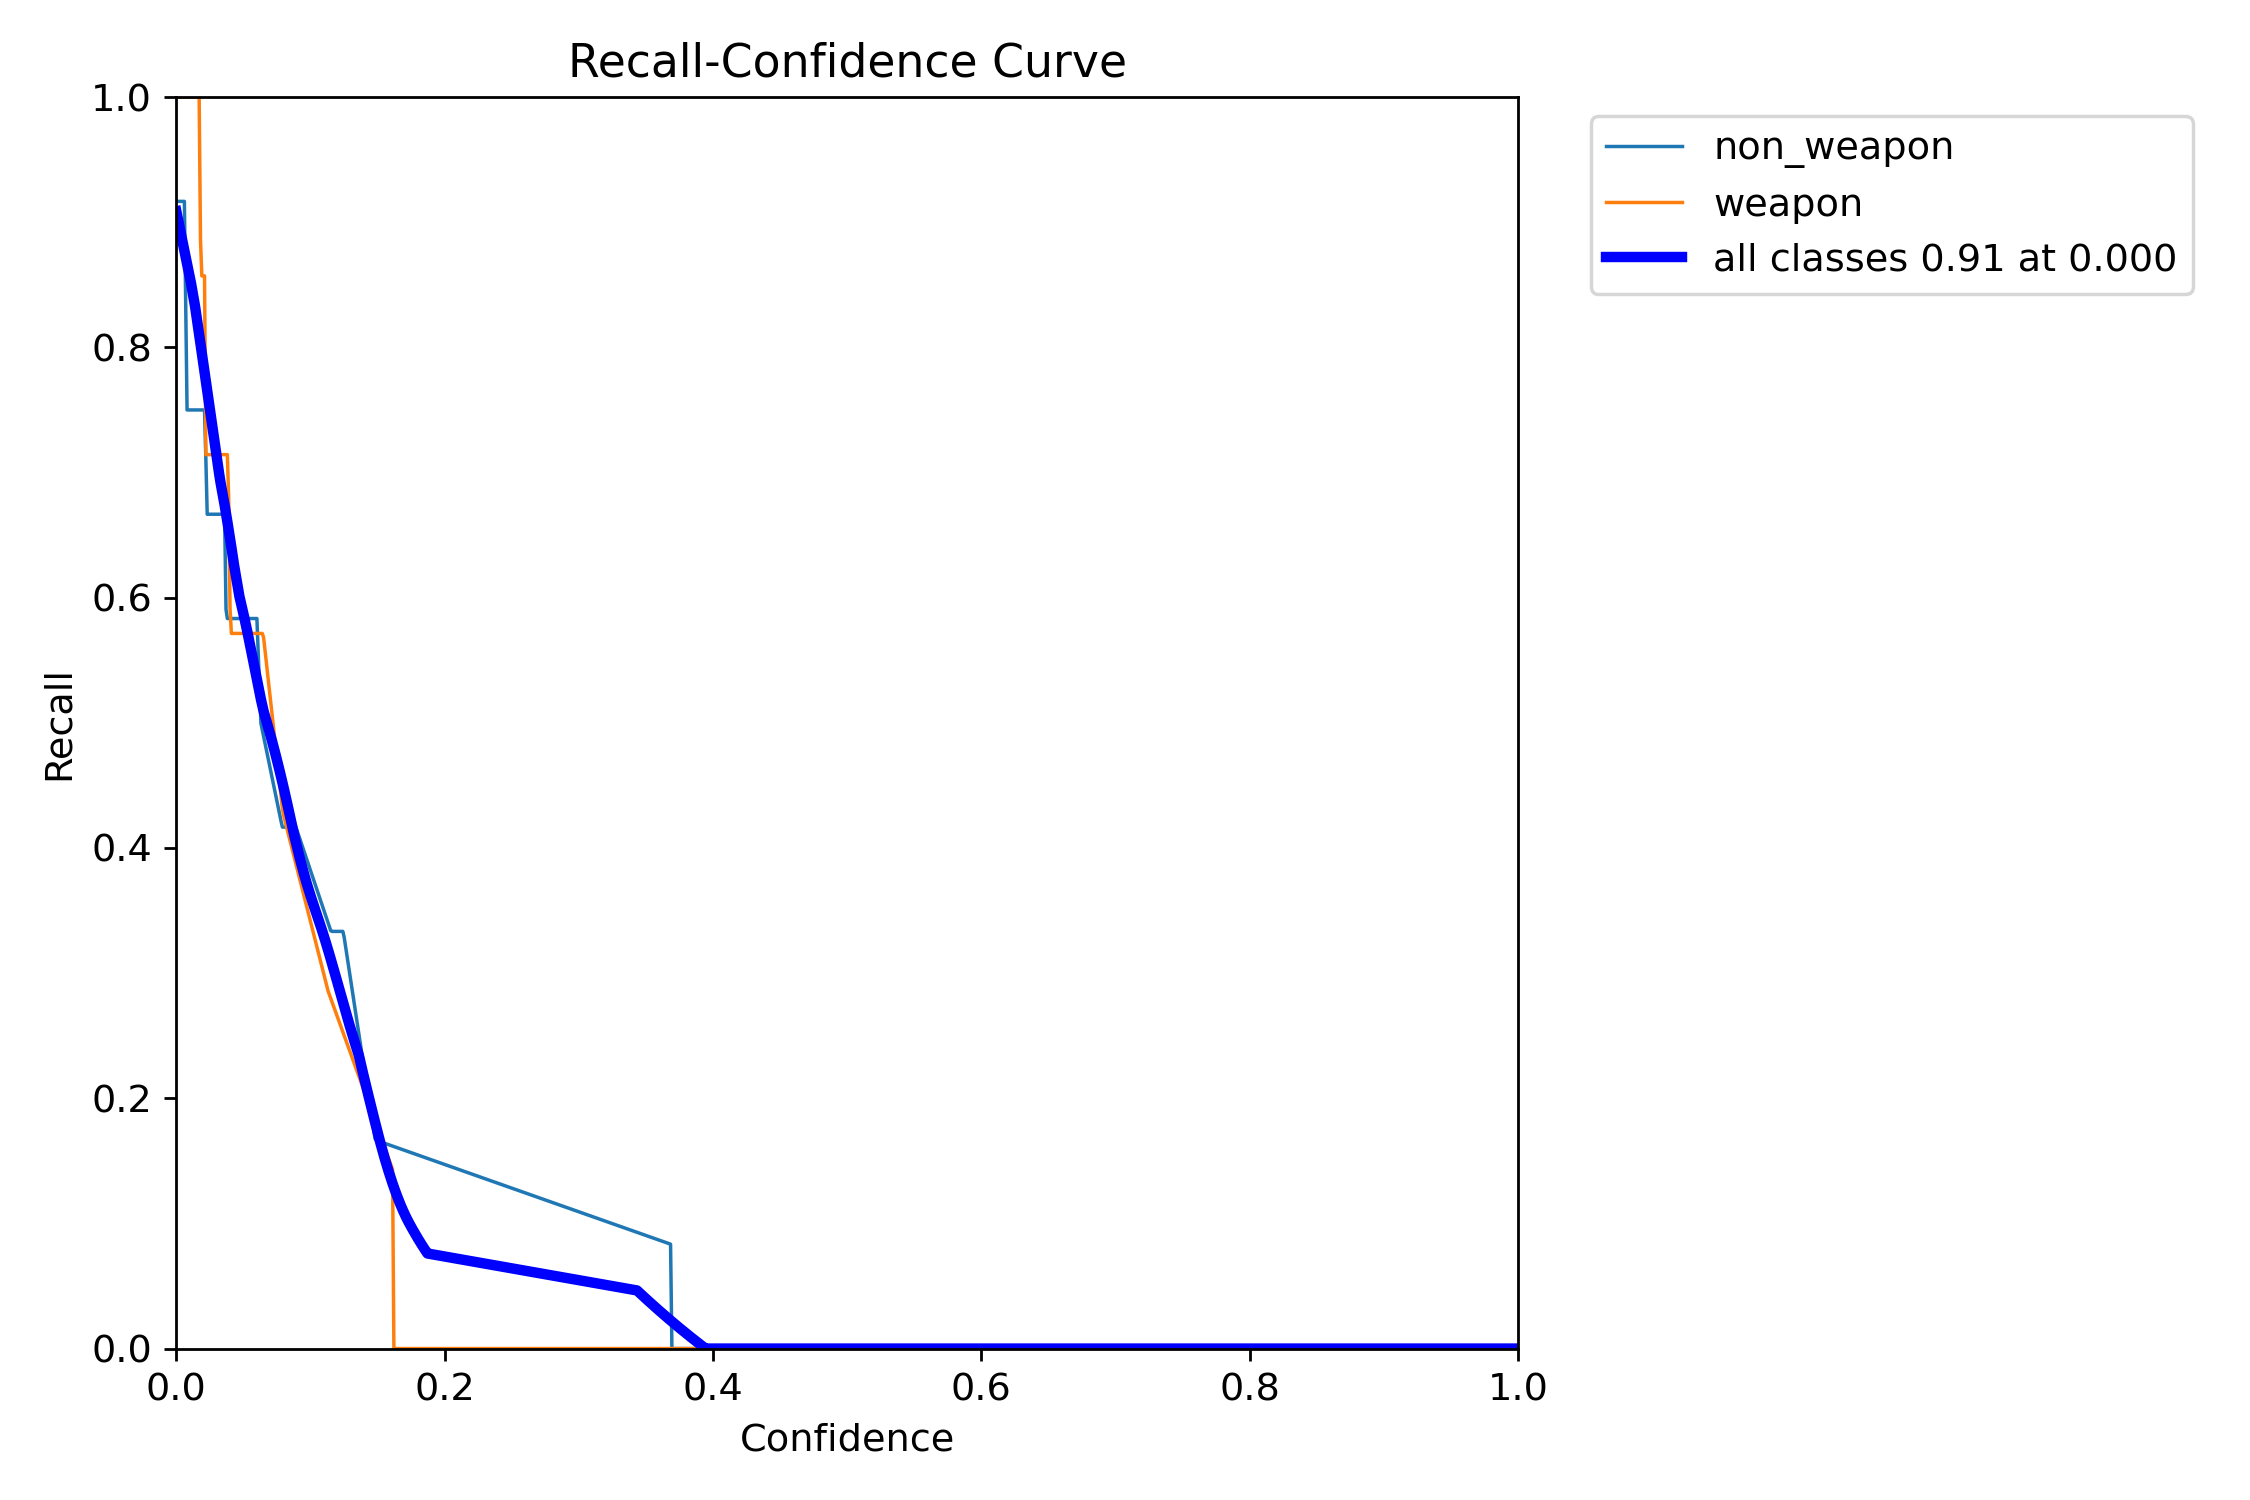 Recall-Confidence Curve
1.0
0.8
0.6
0.4
0.2
0.0
Recall
0.0 0.2 0.4 0.6 0.8 1.0
Confidence
non_weapon
weapon
all classes 0.91 at 0.000